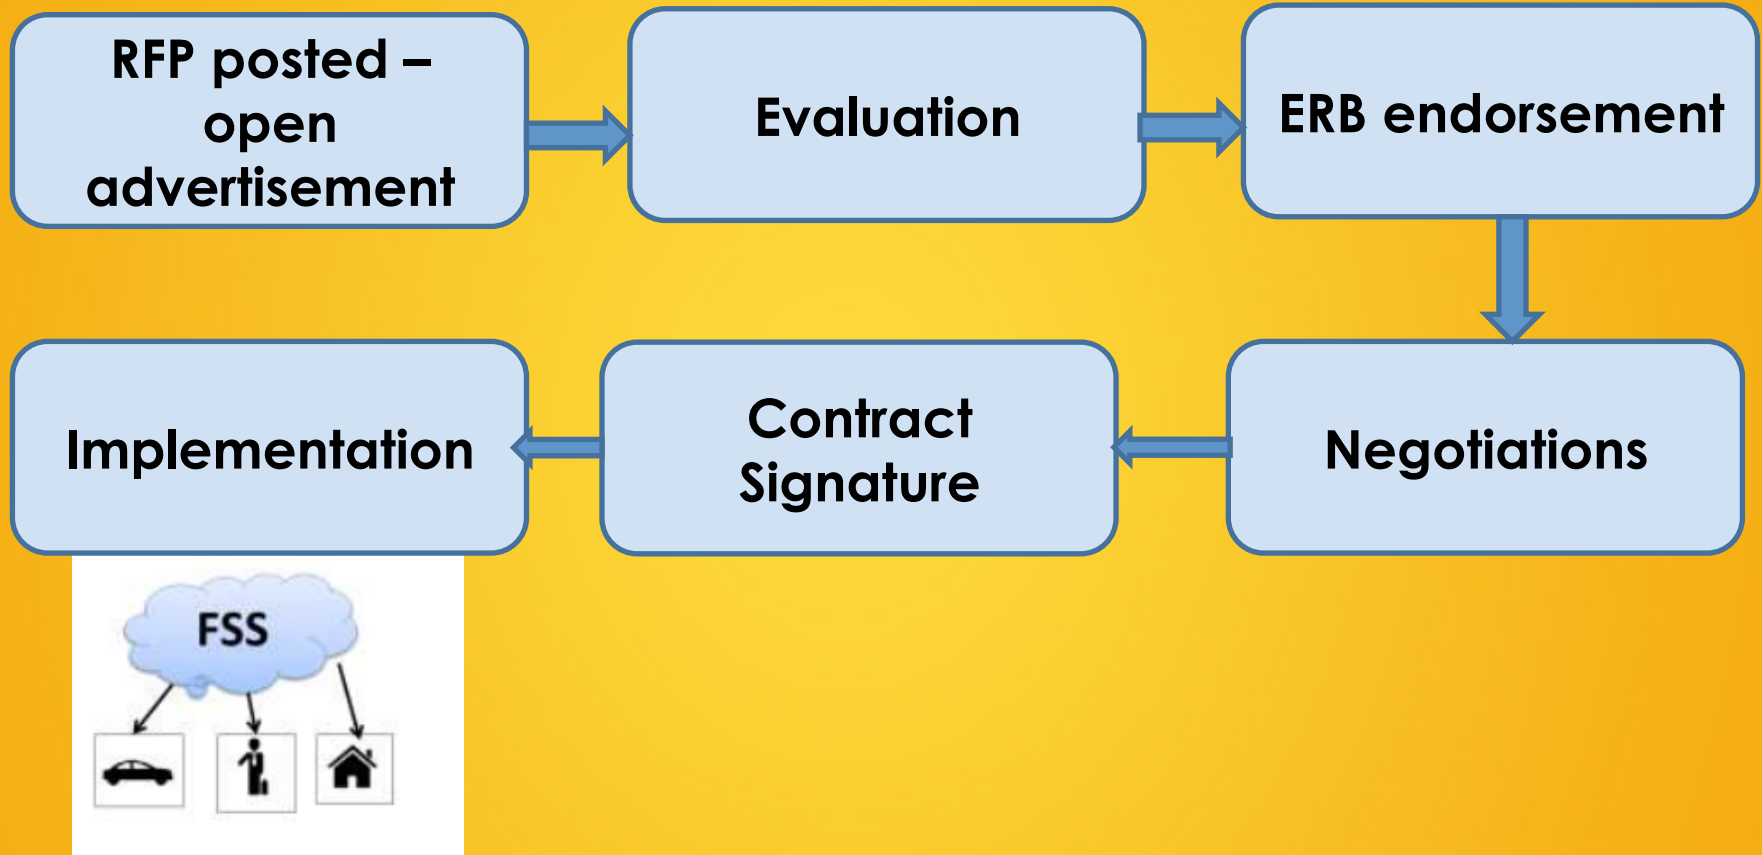 RFP posted –
open
advertisement
Evaluation
ERB endorsement
Implementation
Contract
Signature
Negotiations
FSS